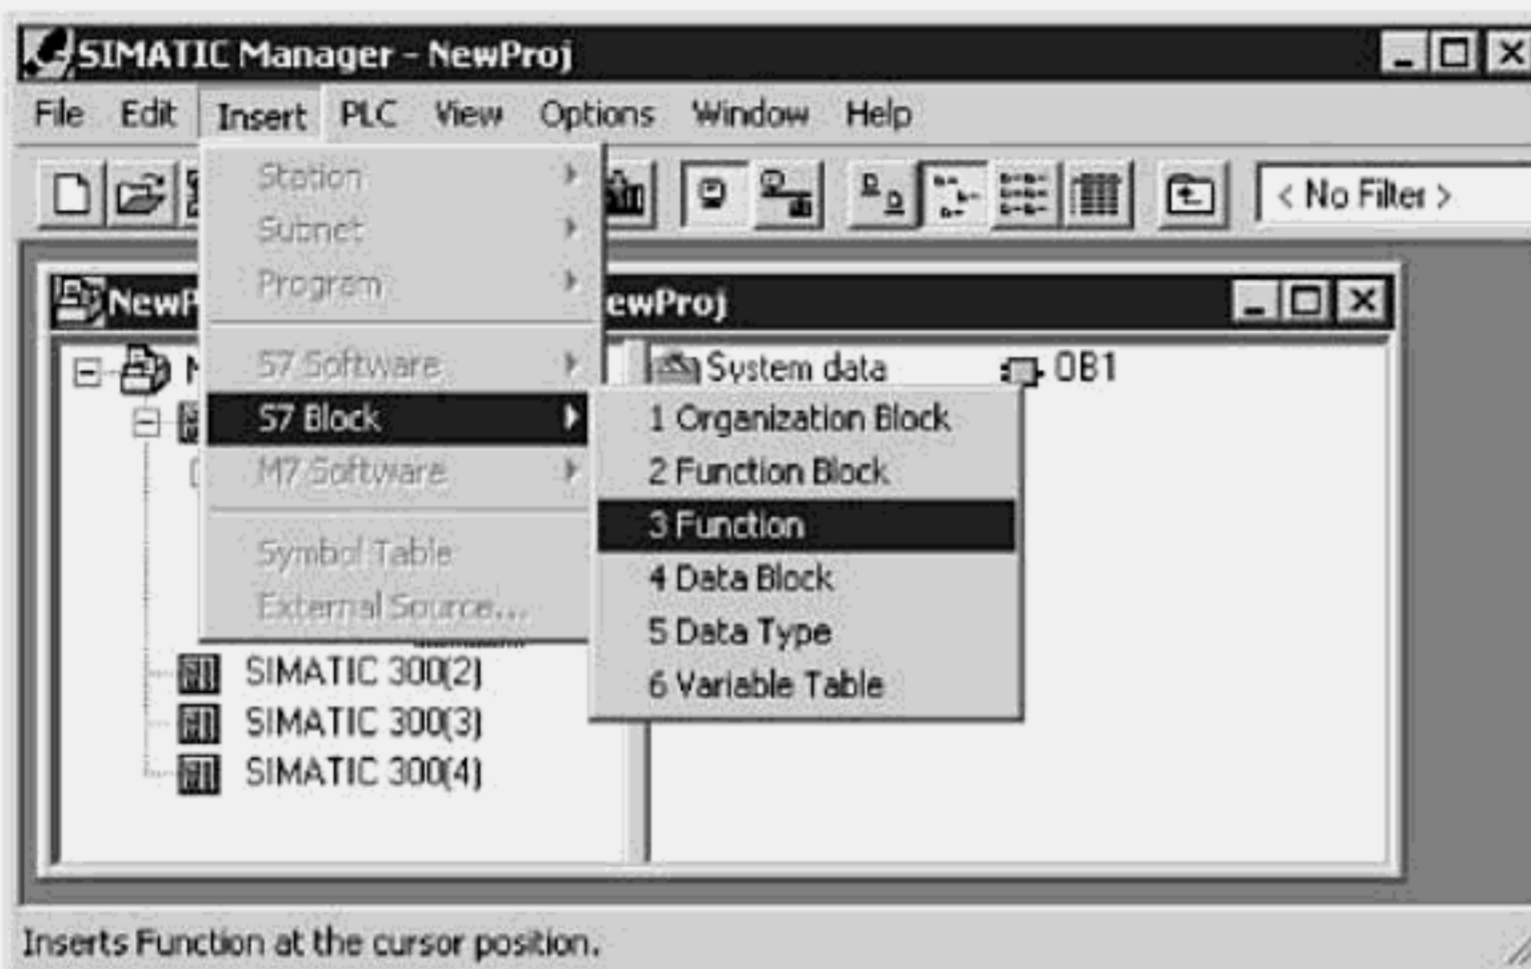 SIMATIC Manager - NewProj
File Edit Insert PLC View Options Window Help
Station
Subnet
Program
S7 Software
S7 Block
M7 Software
Symbol Table
External Source...
< No Filter >
ewProj
System data
OB1
1 Organization Block
2 Function Block
3 Function
4 Data Block
5 Data Type
6 Variable Table
SIMATIC 300(2)
SIMATIC 300(3)
SIMATIC 300(4)
Inserts Function at the cursor position.